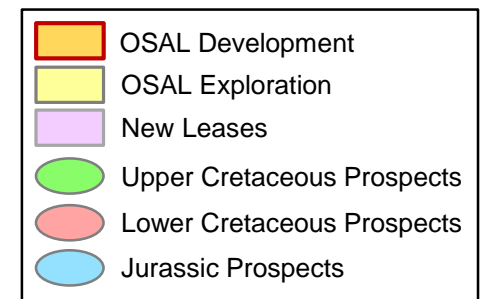 OSAL Development
OSAL Exploration
New Leases
Upper Cretaceous Prospects
Lower Cretaceous Prospects
Jurassic Prospects